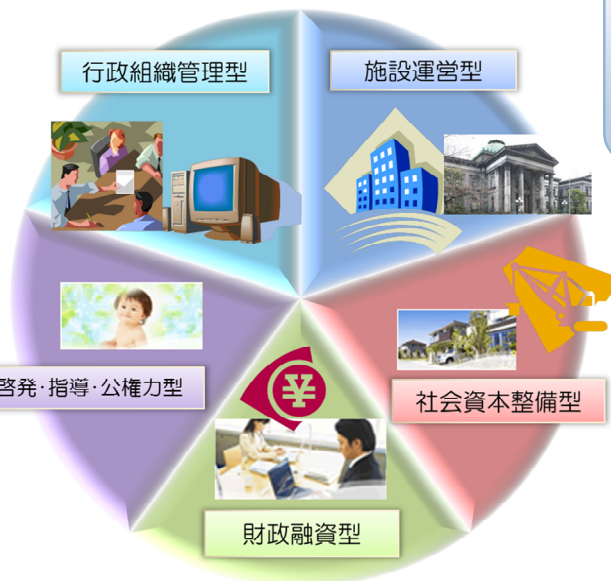 行政組織管理型
施設運営型
啓発・指導・公権力型
社会資本整備型
¥
財政融資型